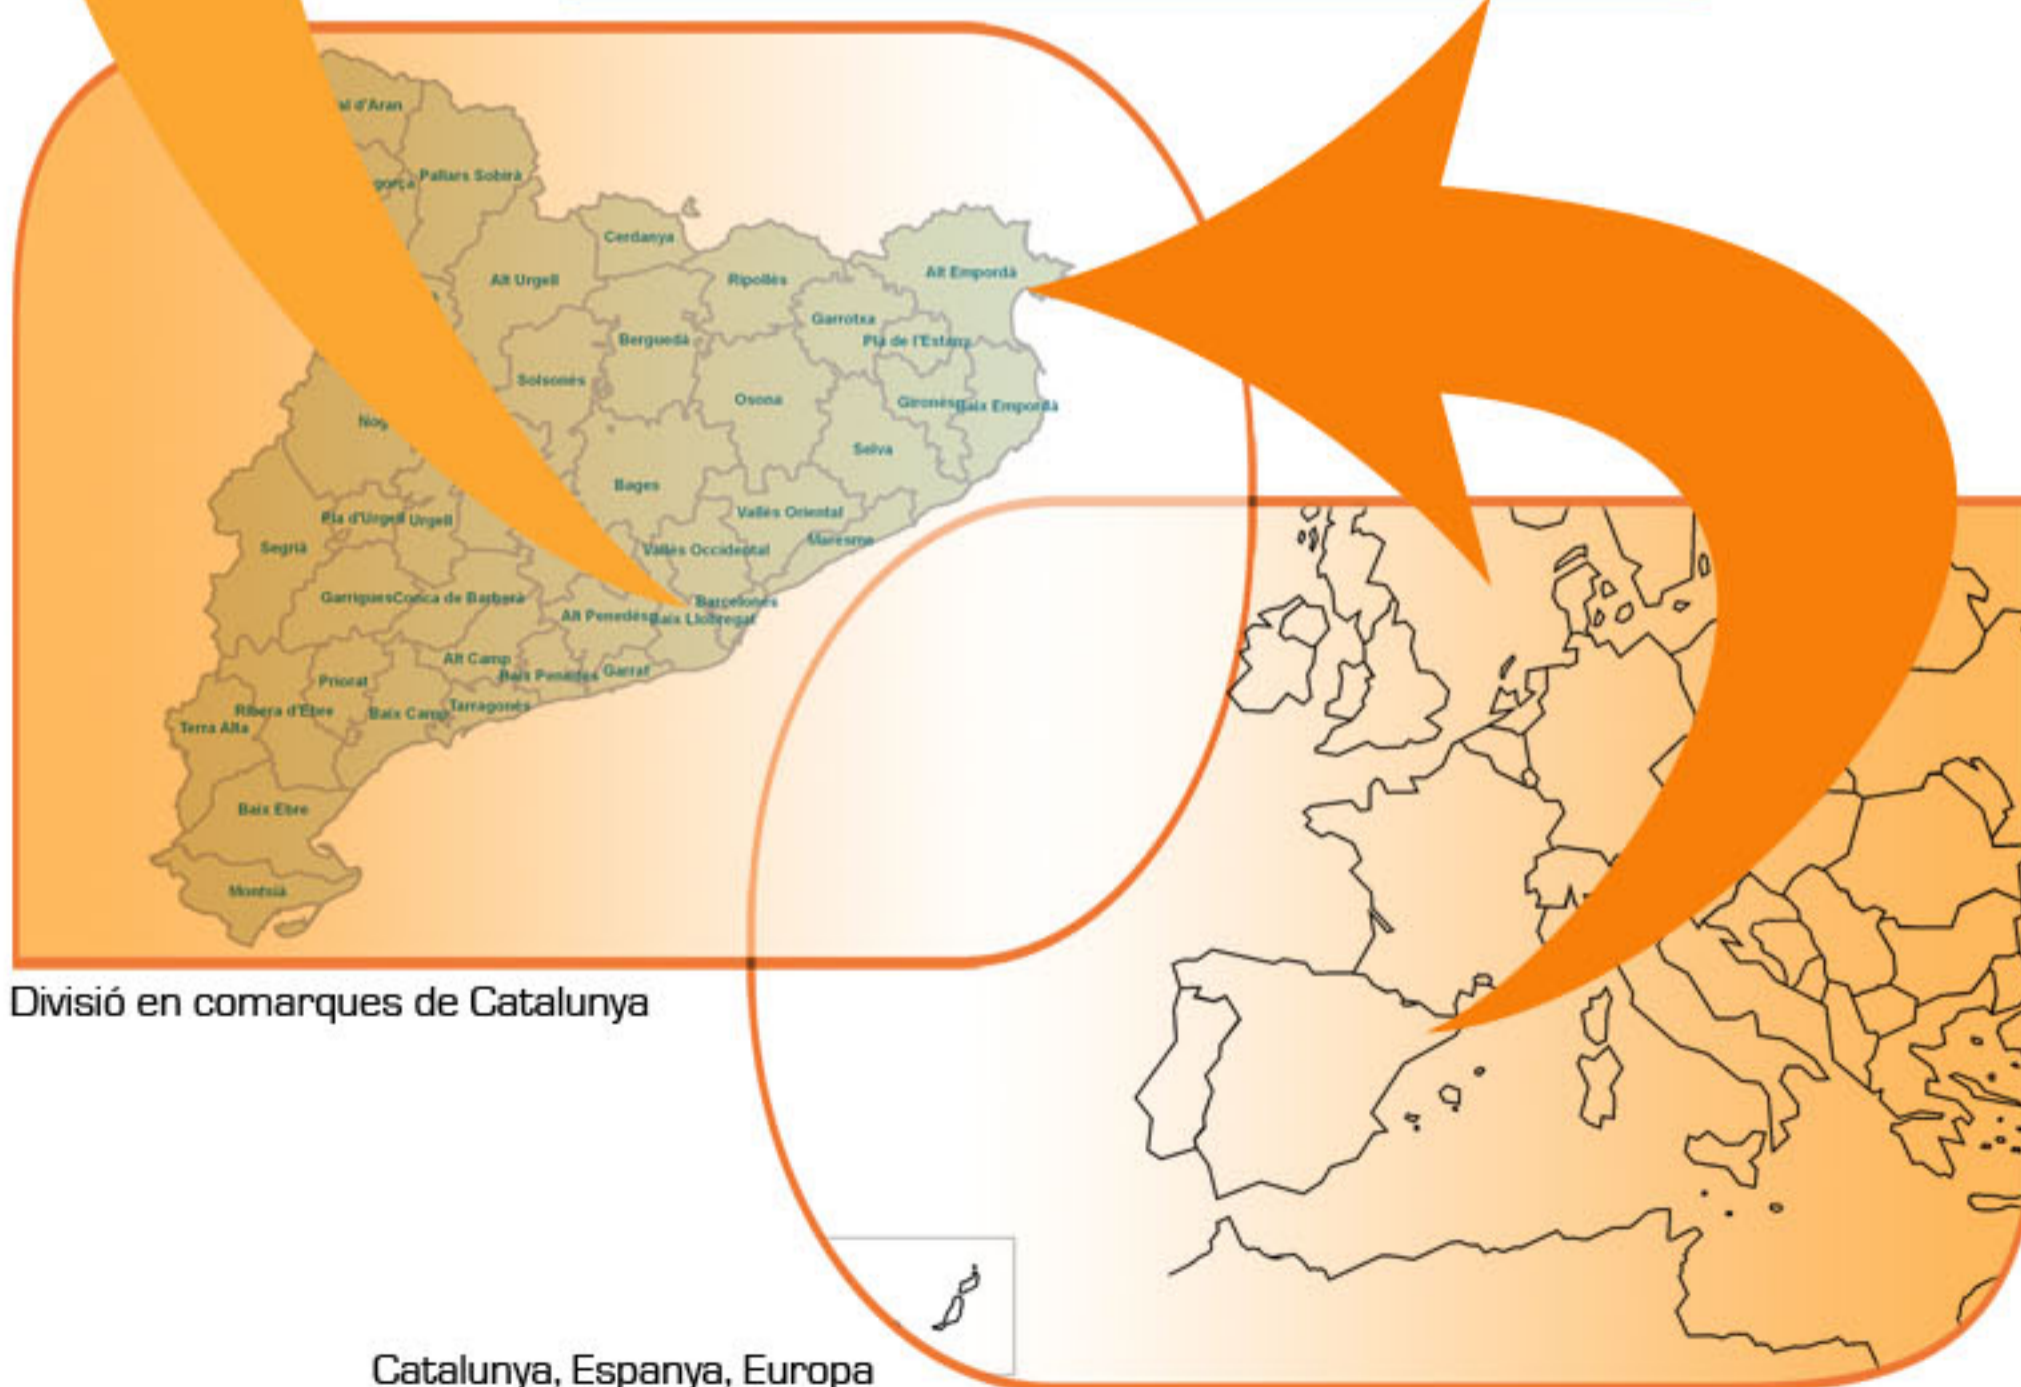 al d'Aran
gorça
Pallars Sobirà
Cerdanya
Alt Urgell
Ripollès
Alt Empordà
Garrotxa
Berguedà
Pla de l'Estany
Solsonès
Osona
Gironès
Baix Empordà
Nog
Selva
Bages
Vallès Oriental
Pla d'Urgell
Urgell
Maresme
Segrià
Vallès Occidental
Garrigues
Conca de Barberà
Barcelonès
Alt Penedès
Baix Llobregat
Alt Camp
Baix Penedès
Garraf
Priorat
Ribera d'Ebre
Baix Camp
Tarragonès
Terra Alta
Baix Ebre
Montsià
Divisió en comarques de Catalunya
Catalunya, Espanya, Europa